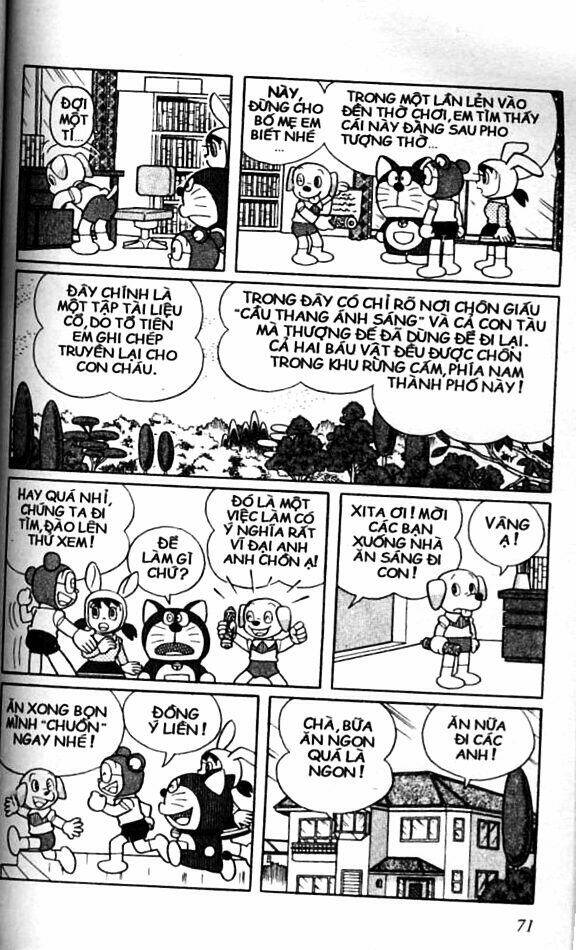 ĐỢI
MỘT
TÍ...
NÀY,
ĐỪNG CHO
BỐ MẸ EM
BIẾT NHÉ
...
TRONG MỘT LẦN LẺN VÀO
ĐỀN THỜ CHƠI, EM TÌM THẤY
CÁI NÀY ĐẰNG SAU PHO
TƯỢNG THỜ...
ĐÂY CHÍNH LÀ
MỘT TẬP TÀI LIỆU
CỔ, DO TỔ TIÊN
EM GHI CHÉP
TRUYỀN LẠI CHO
CON CHÁU.
TRONG ĐÂY CÓ CHỈ RÕ NƠI CHÔN GIẤU
"CẦU THANG ÁNH SÁNG" VÀ CẢ CON TÀU
MÀ THƯỢNG ĐẾ ĐÃ DÙNG ĐỂ ĐI LẠI.
CẢ HAI BÁU VẬT ĐỀU ĐƯỢC CHÔN
TRONG KHU RỪNG CẤM, PHÍA NAM
THÀNH PHỐ NÀY!
HAY QUÁ NHỈ,
CHÚNG TA ĐI
TÌM, ĐÀO LÊN
THỬ XEM!
ĐỂ
LÀM GÌ
CHỨ?
ĐÓ LÀ MỘT
VIỆC LÀM CÓ
Ý NGHĨA RẤT
VĨ ĐẠI ANH
ANH CHỒN Ạ!
XITA ƠI! MỜI
CÁC BẠN
XUỐNG NHÀ
ĂN SÁNG ĐI
CON!
VÂNG
Ạ!
ĂN XONG BỌN
MÌNH "CHUỒN"
NGAY NHÉ!
ĐỒNG
Ý LIỀN!
CHÀ, BỮA
ĂN NGON
QUÁ LÀ
NGON!
ĂN NỮA
ĐI CÁC
ANH!
71